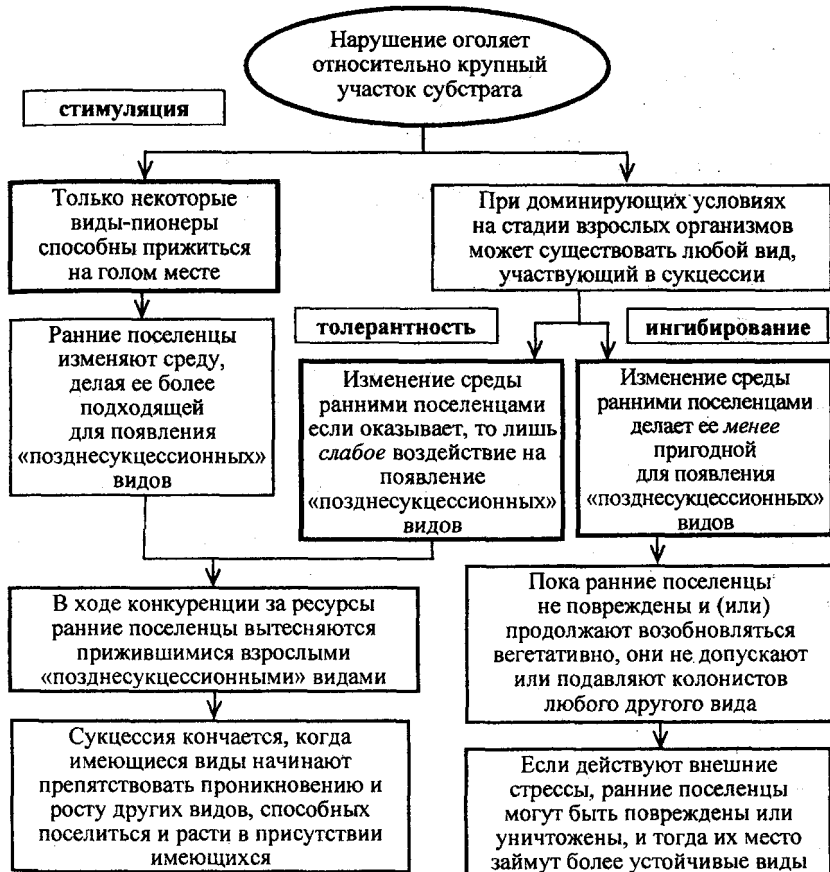 Нарушение оголяет
относительно крупный
участок субстрата
стимуляция
Только некоторые
виды-пионеры
способны прижиться
на голом месте
При доминирующих условиях
на стадии взрослых организмов
может существовать любой вид,
участвующий в сукцессии
Ранние поселенцы
изменяют среду,
делая ее более
подходящей
для появления
«позднесукцессионных»
видов
толерантность
Изменение среды
ранними поселенцами
если оказывает, то лишь
слабое воздействие на
появление
«позднесукцессионных»
видов
ингибирование
Изменение среды
ранними поселенцами
делает ее менее
пригодной
для появления
«позднесукцессионных»
видов
В ходе конкуренции за ресурсы
ранние поселенцы вытесняются
прижившимися взрослыми
«позднесукцессионными» видами
Пока ранние поселенцы
не повреждены и (или)
продолжают возобновляться
вегетативно, они не допускают
или подавляют колонистов
любого другого вида
Сукцессия кончается, когда
имеющиеся виды начинают
препятствовать проникновению и
росту других видов, способных
поселиться и расти в присутствии
имеющихся
Если действуют внешние
стрессы, ранние поселенцы
могут быть повреждены или
уничтожены, и тогда их место
займут более устойчивые виды